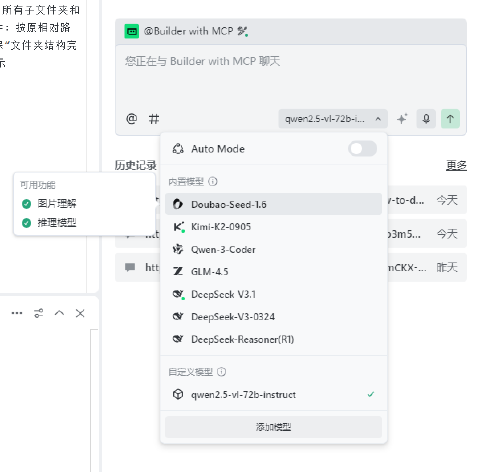 所有子文件夹和
按原相对路
“文件夹结构完
示
@Builder with MCP
您正在与 Builder with MCP 聊天
@ #
qwen2.5-vl-72b-i...
Auto Mode
历史记录
更多
可用功能
图片理解
推理模型
内置模型
Doubao-Seed-1.6
Kimi-K2-0905
Qwen-3-Coder
GLM-4.5
DeepSeek-V3.1
DeepSeek-V3-0324
DeepSeek-Reasoner(R1)
y-to-d... 今天
p3m5... 今天
htt
mCKX-... 昨天
自定义模型
qwen2.5-vl-72b-instruct
添加模型